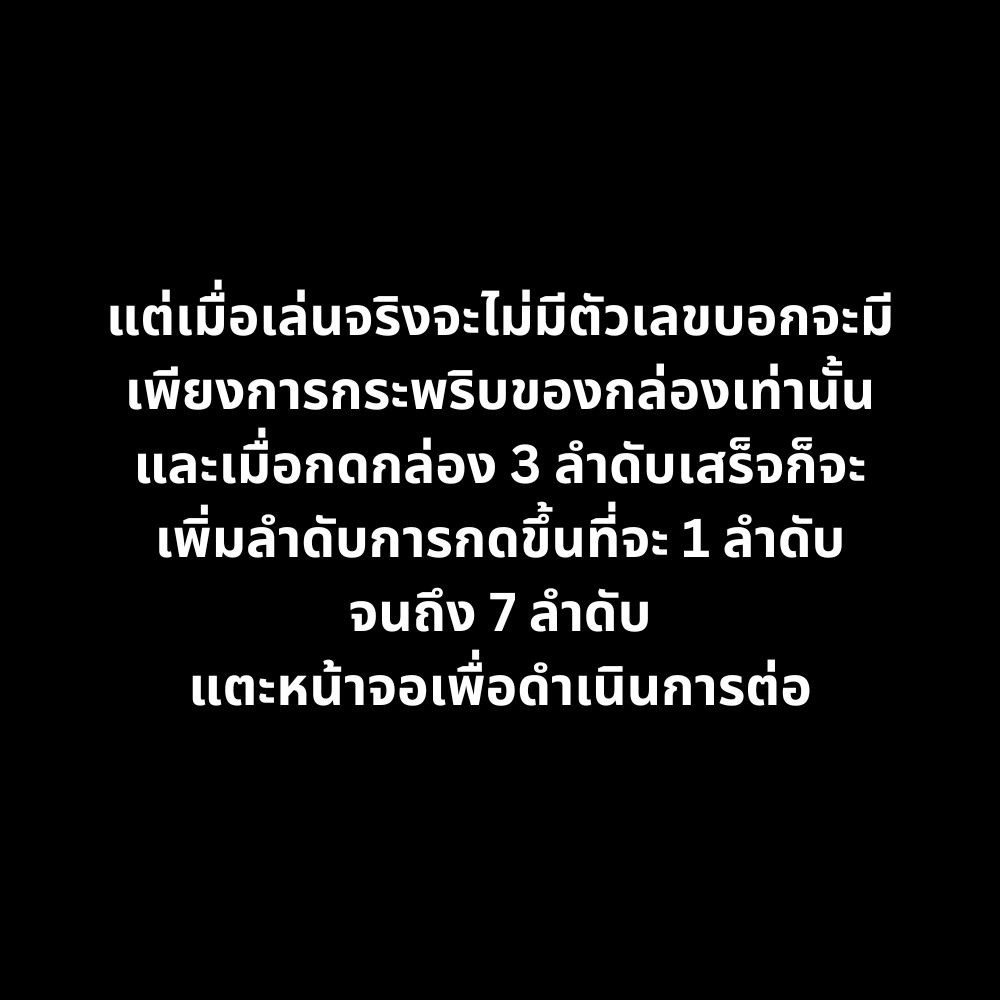 แต่เมื่อเล่นจริงจะไม่มีตัวเลขบอกจะมี
เพียงการกระพริบของกล่องเท่านั้น
และเมื่อกดกล่อง 3 ลำดับเสร็จก็จะ
เพิ่มลำดับการกดขึ้นที่จะ 1 ลำดับ
จนถึง 7 ลำดับ
แตะหน้าจอเพื่อดำเนินการต่อ